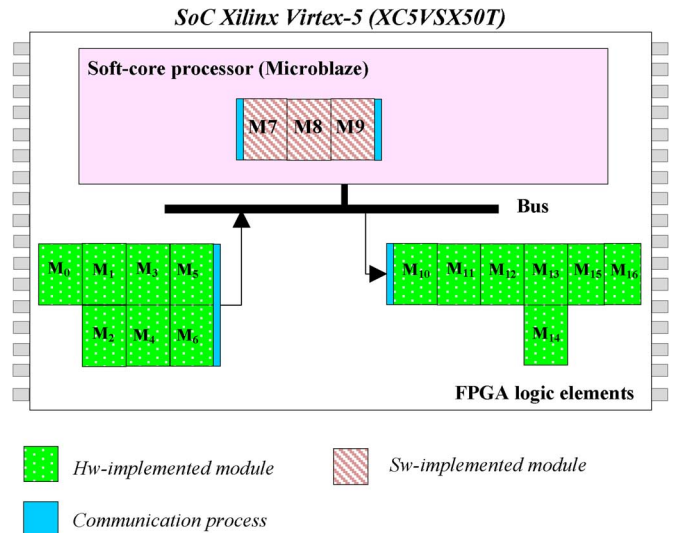 SoC Xilinx Virtex-5 (XC5VSX50T)
Soft-core processor (Microblaze)
M7 M8 M9
Bus
M0 M1 M3 M5
M10 M11 M12 M13 M15 M16
M2 M4 M6
M14
FPGA logic elements
Hw-implemented module
Sw-implemented module
Communication process